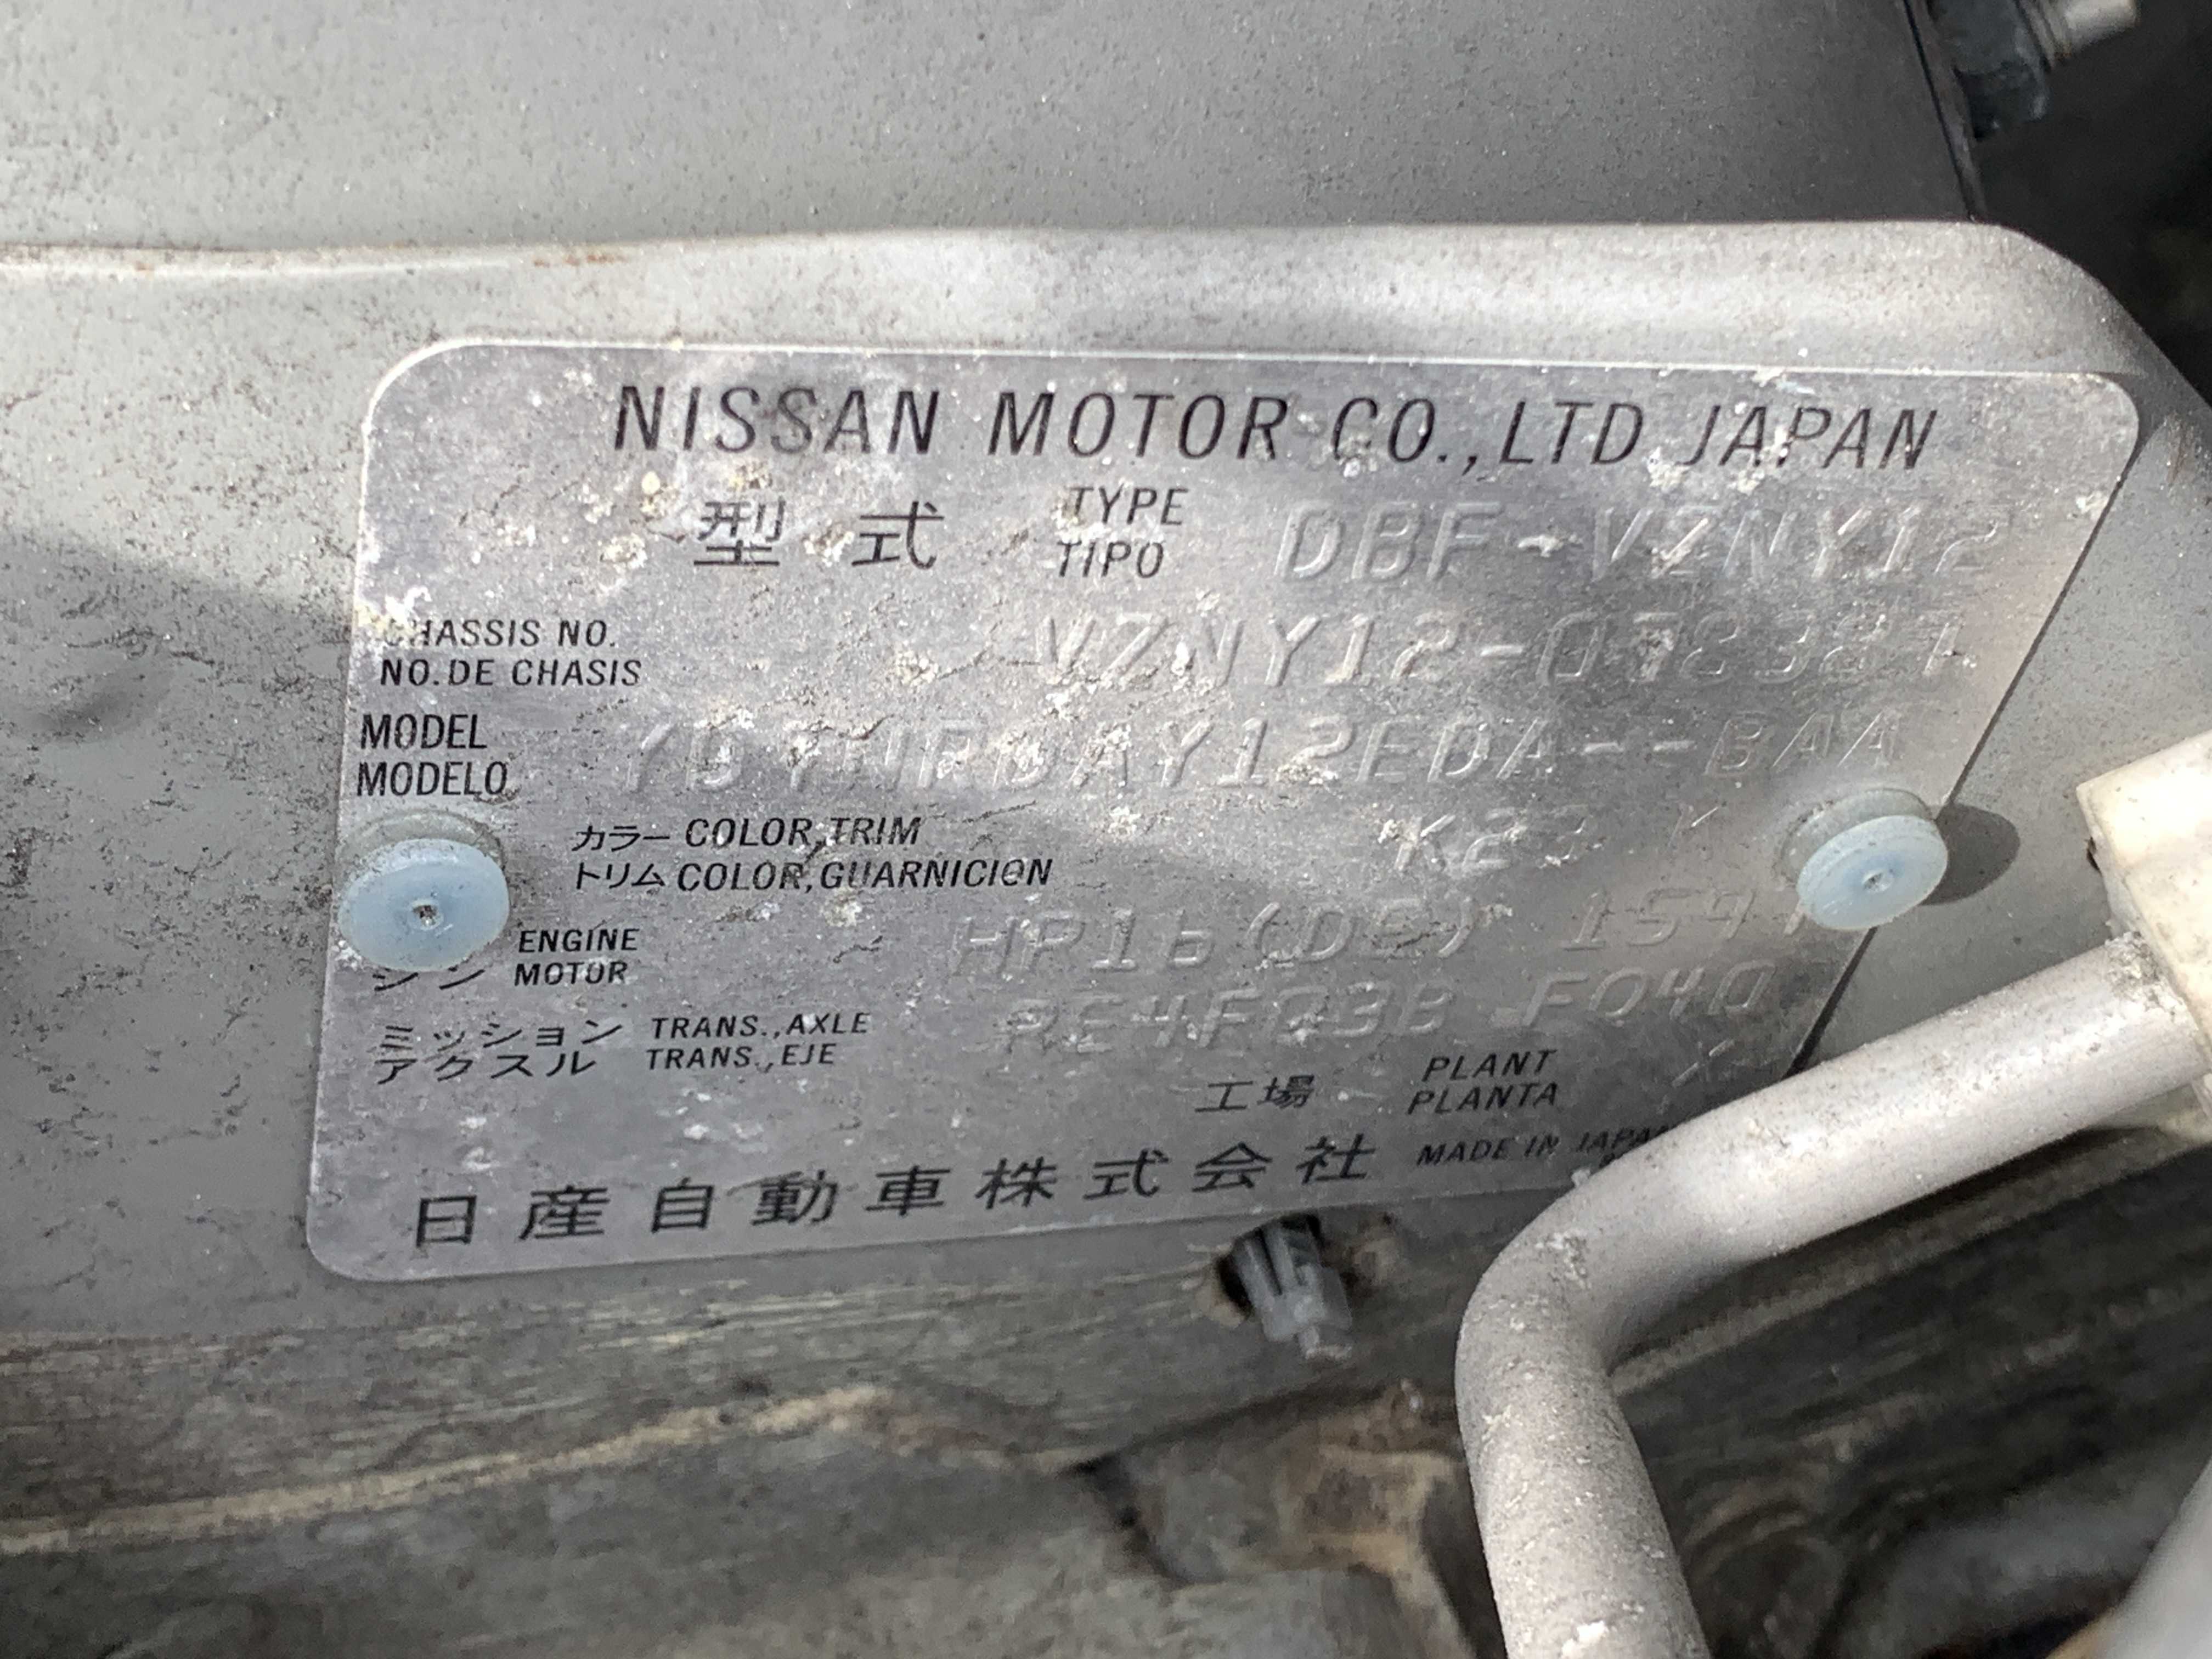 NISSAN MOTOR CO.,LTD JAPAN
型式 TYPE DBF-VZNY12
TIPO
CHASSIS NO.
NO.DE CHASIS
MODEL
MODELO
カラー COLOR,TRIM
トリム COLOR,GUARNICION
ENGINE HR16(DE)
MOTOR
ミッション TRANS.,AXLE RE4F03B FQ40
アクスル TRANS.,EJE
工場 PLANT
PLANTA
日産自動車株式会社 MADE IN JAPAN